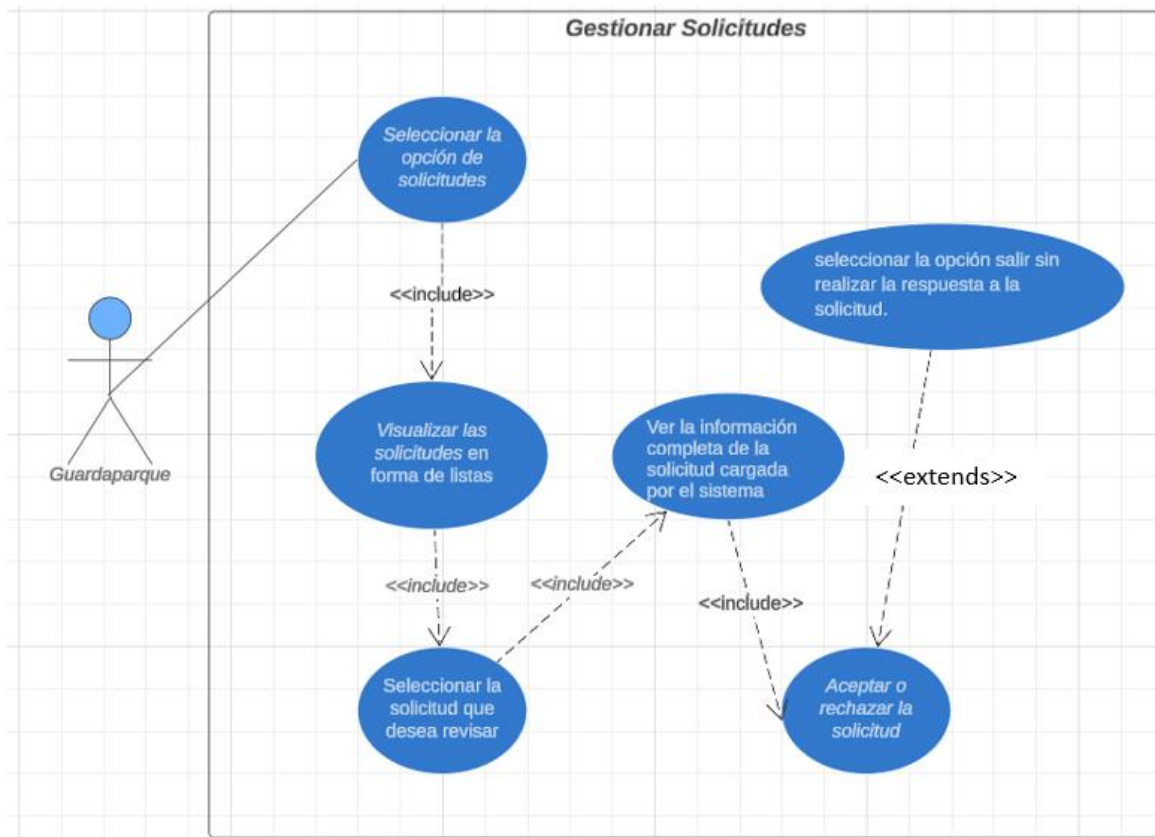 Gestionar Solicitudes
Seleccionar la
opción de
solicitudes
<<include>>
seleccionar la opción salir sin
realizar la respuesta a la
solicitud.
Guardaparque
Visualizar las
solicitudes en
forma de listas
Ver la información
completa de la
solicitud cargada
por el sistema
<<extends>>
<<include>>
<<include>>
<<include>>
Seleccionar la
solicitud que
desea revisar
Aceptar o
rechazar la
solicitud